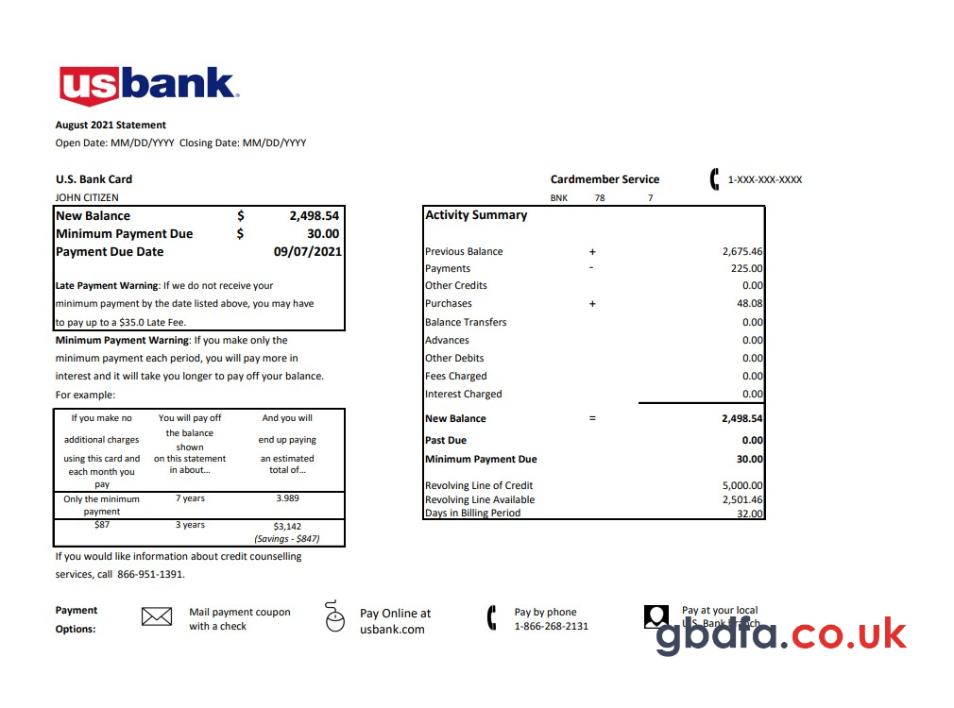 usbank.
August 2021 Statement
Open Date: MM/DD/YYYY Closing Date: MM/DD/YYYY
U.S. Bank Card
JOHN CITIZEN
New Balance $ 2,498.54
Minimum Payment Due $ 30.00
Payment Due Date 09/07/2021
Late Payment Warning: If we do not receive your
minimum payment by the date listed above, you may have
to pay up to a $35.0 Late Fee.
Minimum Payment Warning: If you make only the
minimum payment each period, you will pay more in
interest and it will take you longer to pay off your balance.
For example:
If you make no
additional charges
using this card and
each month you
pay
You will pay off
the balance
shown
on this statement
in about...
And you will
end up paying
an estimated
total of...
Only the minimum
payment
7 years
3.989
$87
3 years
$3,142
(Savings - $847)
If you would like information about credit counselling
services, call 866-951-1391.
Cardmember Service
1-XXX-XXX-XXXX
BNK 78 7
Activity Summary
Previous Balance + 2,675.46
Payments - 225.00
Other Credits 0.00
Purchases + 48.08
Balance Transfers 0.00
Advances 0.00
Other Debits 0.00
Fees Charged 0.00
Interest Charged 0.00
New Balance = 2,498.54
Past Due 0.00
Minimum Payment Due 30.00
Revolving Line of Credit 5,000.00
Revolving Line Available 2,501.46
Days in Billing Period 32.00
Payment
Options:
Mail payment coupon
with a check
Pay Online at
usbank.com
Pay by phone
1-866-268-2131
Pay at your local
U.S. Bank branch
gbdfa.co.uk